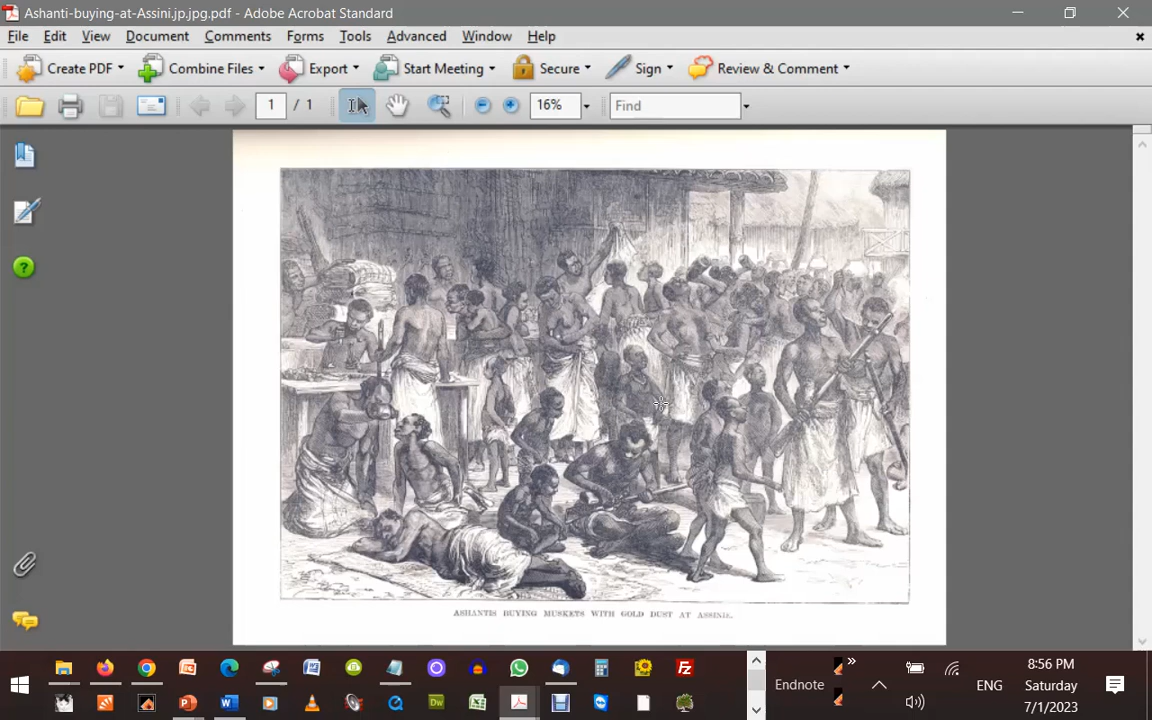 Ashanti-buying-at-Assini.jp.jpg.pdf - Adobe Acrobat Standard
File Edit View Document Comments Forms Tools Advanced Window Help
Create PDF Combine Files Export Start Meeting Secure Sign Review & Comment
1 / 1 16% Find
ASHANTIS BUYING MUSKETS WITH GOLD DUST AT ASSINIE.
Endnote
ENG
8:56 PM
Saturday
7/1/2023